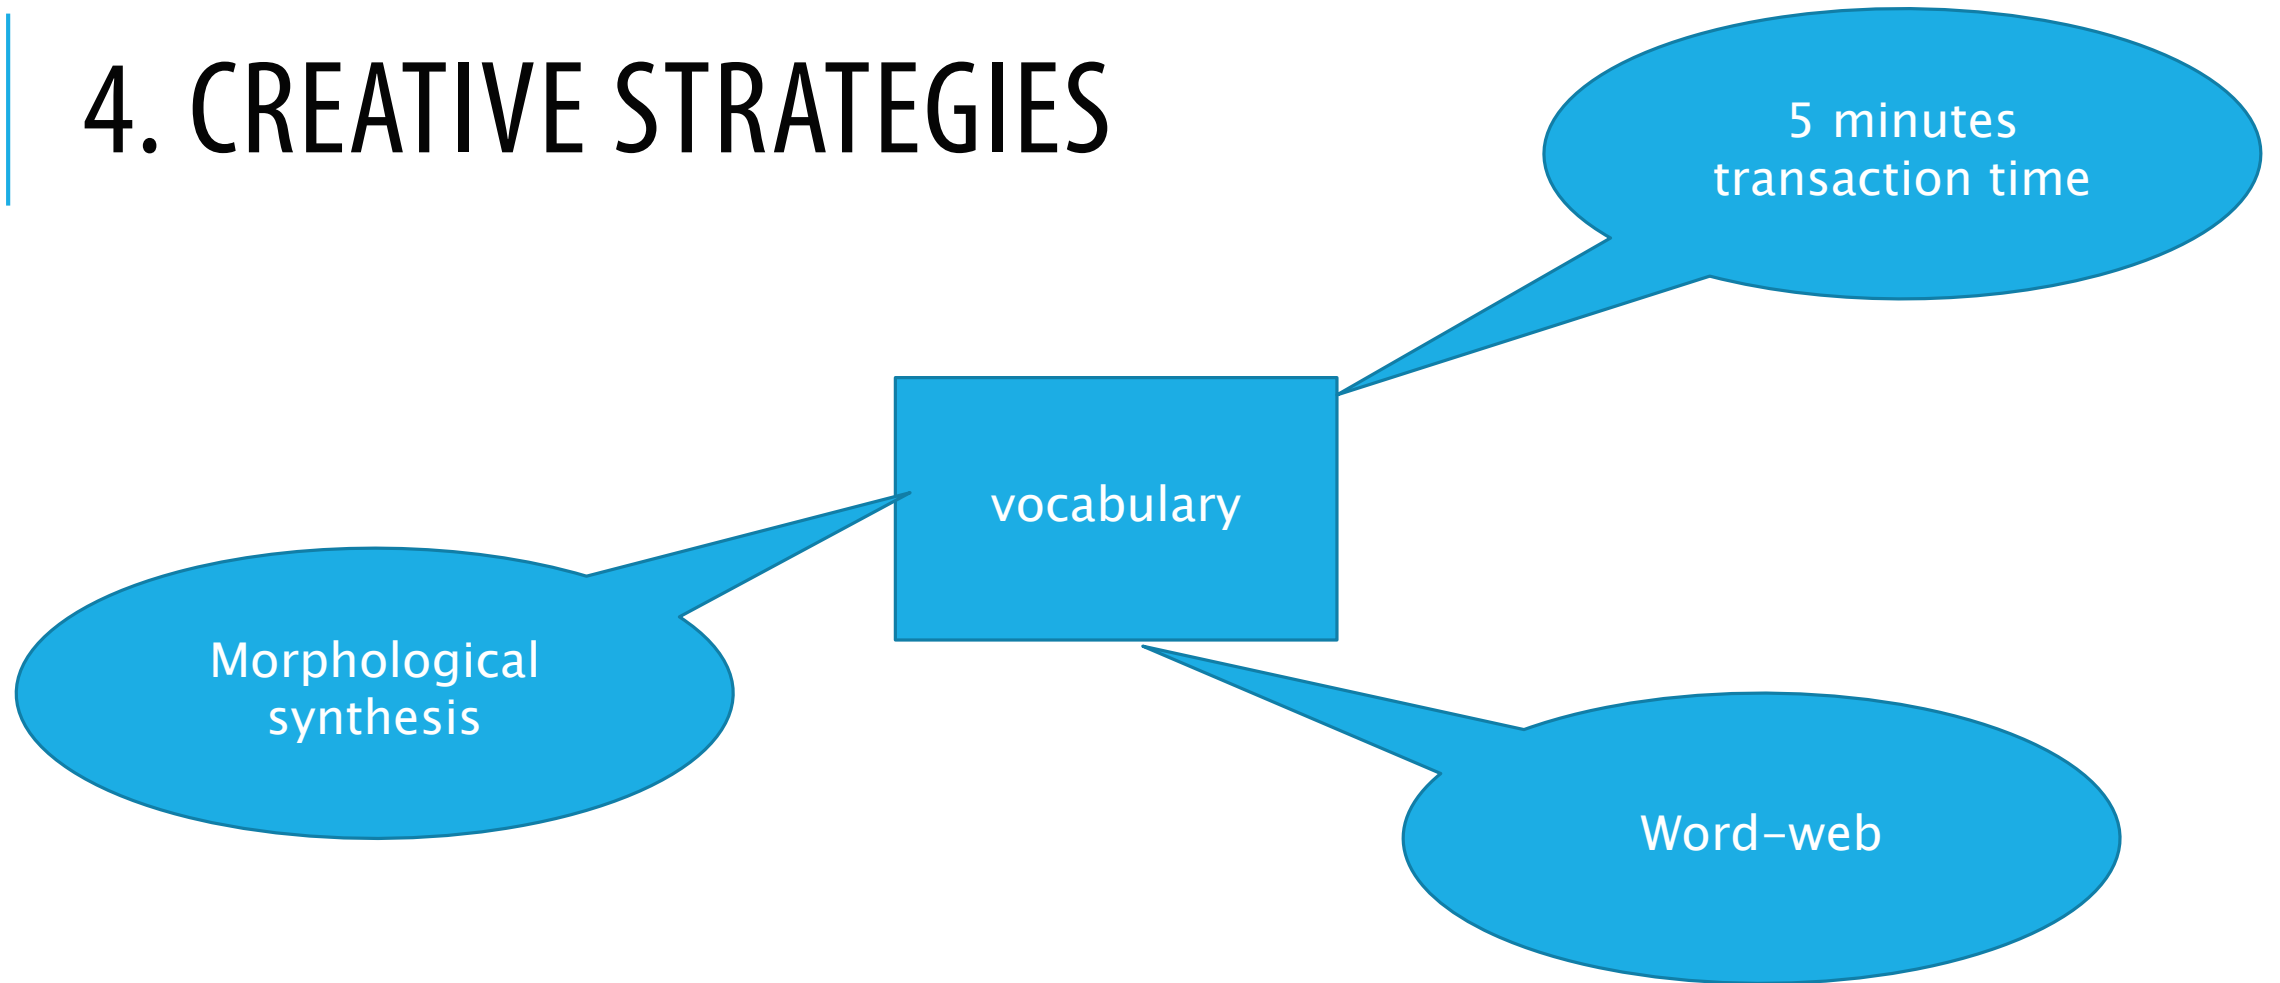 4. CREATIVE STRATEGIES
5 minutes
transaction time
vocabulary
Morphological
synthesis
Word-web